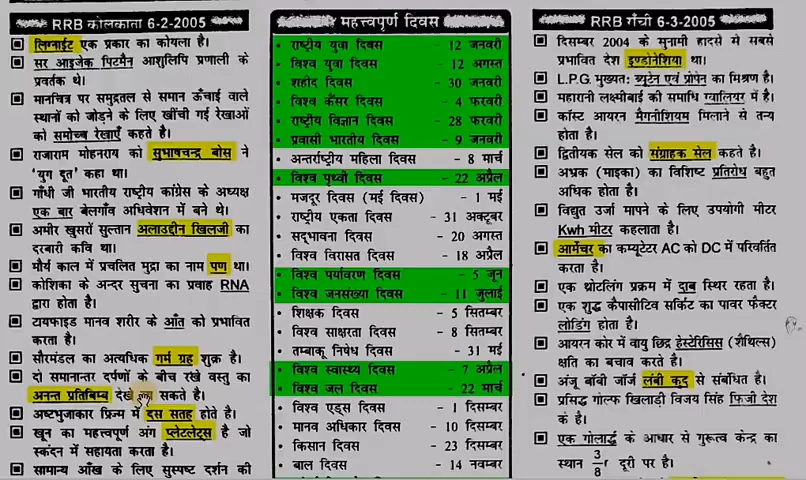 RRB कोलकाता 6-2-2005
लिग्नाईट एक प्रकार का कोयला है।
सर आइजेक पिटमैन आशुलिपि प्रणाली के
प्रवर्तक थे।
मानचित्र पर समुद्रतल से समान ऊँचाई वाले
स्थानों को जोड़ने के लिए खींची गई रेखाओं
को समोच्च रेखाएँ कहते है।
राजाराम मोहनराय को सुभाषचन्द्र बोस ने
'युग दूत' कहा था।
गाँधी जी भारतीय राष्ट्रीय कांग्रेस के अध्यक्ष
एक बार बेलगाँव अधिवेशन में बने थे।
अमीर खुसरों सुल्तान अलाउद्दीन खिलजी का
दरबारी कवि था।
मौर्य काल में प्रचलित मुद्रा का नाम पण था।
कोशिका के अन्दर सुचना का प्रवाह RNA
द्वारा होता है।
टायफाइड मानव शरीर के आँत को प्रभावित
करता है।
सौरमंडल का अत्यधिक गर्म ग्रह शुक्र है।
दो समानान्तर दर्पणों के बीच रखे वस्तु का
अनन्त प्रतिबिम्ब देखे सकते है।
अष्टभुजाकार प्रिज्म में दस सतह होते है।
खून का महत्त्वपूर्ण अंग प्लेटलेट्स है जो
स्कंदन में सहायता करता है।
सामान्य आँख के लिए सुस्पष्ट दर्शन की
महत्त्वपूर्ण दिवस
राष्ट्रीय युवा दिवस - 12 जनवरी
विश्व युवा दिवस - 12 अगस्त
शहीद दिवस - 30 जनवरी
विश्व कैंसर दिवस - 4 फरवरी
राष्ट्रीय विज्ञान दिवस - 28 फरवरी
प्रवासी भारतीय दिवस - 9 जनवरी
अन्तर्राष्ट्रीय महिला दिवस - 8 मार्च
विश्व पृथ्वी दिवस - 22 अप्रैल
मजदूर दिवस (मई दिवस) - 1 मई
राष्ट्रीय एकता दिवस - 31 अक्टूबर
सद्भावना दिवस - 20 अगस्त
विश्व विरासत दिवस - 18 अप्रैल
विश्व पर्यावरण दिवस - 5 जून
विश्व जनसंख्या दिवस - 11 जुलाई
शिक्षक दिवस - 5 सितम्बर
विश्व साक्षरता दिवस - 8 सितम्बर
तम्बाकू निषेध दिवस - 31 मई
विश्व स्वास्थ्य दिवस - 7 अप्रैल
विश्व जल दिवस - 22 मार्च
विश्व एड्स दिवस - 1 दिसम्बर
मानव अधिकार दिवस - 10 दिसम्बर
किसान दिवस - 23 दिसम्बर
बाल दिवस - 14 नवम्बर
RRB राँची 6-3-2005
दिसम्बर 2004 के सुनामी हादसे मे सबसे
प्रभावित देश इण्डोनेशिया था।
L.P.G. मुख्यत: ब्यूटेन एवं प्रोपेन का मिश्रण है।
महारानी लक्ष्मीबाई की समाधि ग्वालियर में है।
कॉस्ट आयरन मैगनीशियम मिलाने से तन्य
होता है।
द्वितीयक सेल को संग्राहक सेल कहते है।
अभ्रक (माइका) का विशिष्ट प्रतिरोध बहुत
अधिक होता है।
विद्युत उर्जा मापने के लिए उपयोगी मीटर
Kwh मीटर कहलाता है।
आर्मेचर का कम्यूटेटर AC को DC में परिवर्तित
करता है।
एक थ्रोटलिंग प्रक्रम में दाब स्थिर रहता है।
एक शुद्ध कैपासीटिव सर्किट का पावर फैक्टर
लीडिंग होता है।
आयरन कोर में वायु छिद्र हेस्टेरिसिस (शैथिल्स)
क्षति का बचाव करते है।
अंजू बॉबी जॉर्ज लंबी कूद से संबंधित है।
प्रसिद्ध गोल्फ खिलाड़ी विजय सिंह फिजी देश
के है।
एक गोलार्द्ध के आधार से गुरूत्व केन्द्र का
स्थान 3/8 r दूरी पर है।